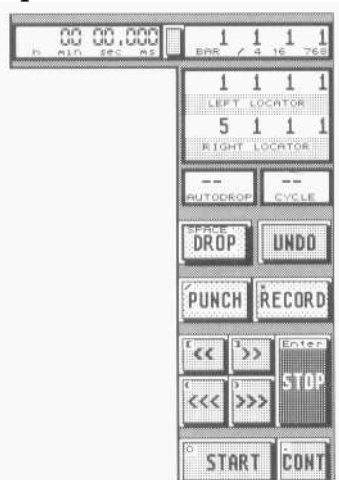 00 00.000 1 1 1 1
h min sec ms BAR / 4 16 768
1 1 1 1
LEFT LOCATOR
5 1 1 1
RIGHT LOCATOR
-- --
AUTODROP CYCLE
SPACE
DROP UNDO
/ *
PUNCH RECORD
[ ] Enter
<< >> STOP
( )
<<< >>>
0 .
START CONT